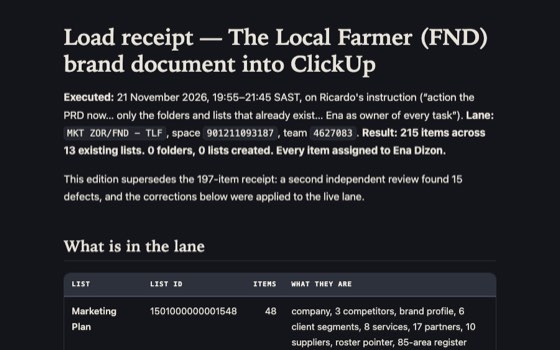 Load receipt — The Local Farmer (FND)
brand document into ClickUp
Executed: 21 November 2026, 19:55–21:45 SAST, on Ricardo's instruction ("action the
PRD now... only the folders and lists that already exist... Ena as owner of every task"). Lane:
MKT ZOR/FND – TLF , space 901211093187 , team 4627083 . Result: 215 items across
13 existing lists. 0 folders, 0 lists created. Every item assigned to Ena Dizon.
This edition supersedes the 197-item receipt: a second independent review found 15
defects, and the corrections below were applied to the live lane.
What is in the lane
LIST LIST ID ITEMS WHAT THEY ARE
Marketing 1501000000001548 48 company, 3 competitors, brand profile, 6
Plan client segments, 8 services, 17 partners, 10
suppliers, roster pointer, 85-area register